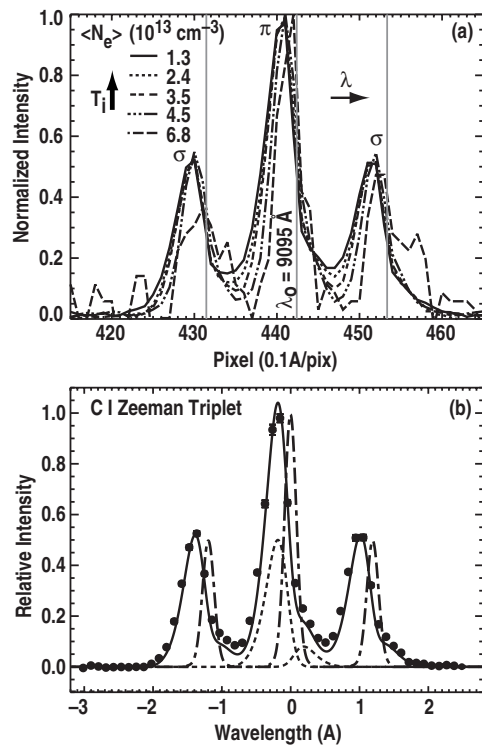 <Ne> (10^13 cm^−3)
(a)
1.3
2.4
3.5
4.5
6.8
Ti
π
λ
σ
σ
λo = 9095 Å
Normalized Intensity
1.0
0.8
0.6
0.4
0.2
0.0
420 430 440 450 460
Pixel (0.1A/pix)
C I Zeeman Triplet
(b)
Relative Intensity
1.0
0.8
0.6
0.4
0.2
0.0
−3 −2 −1 0 1 2
Wavelength (A)